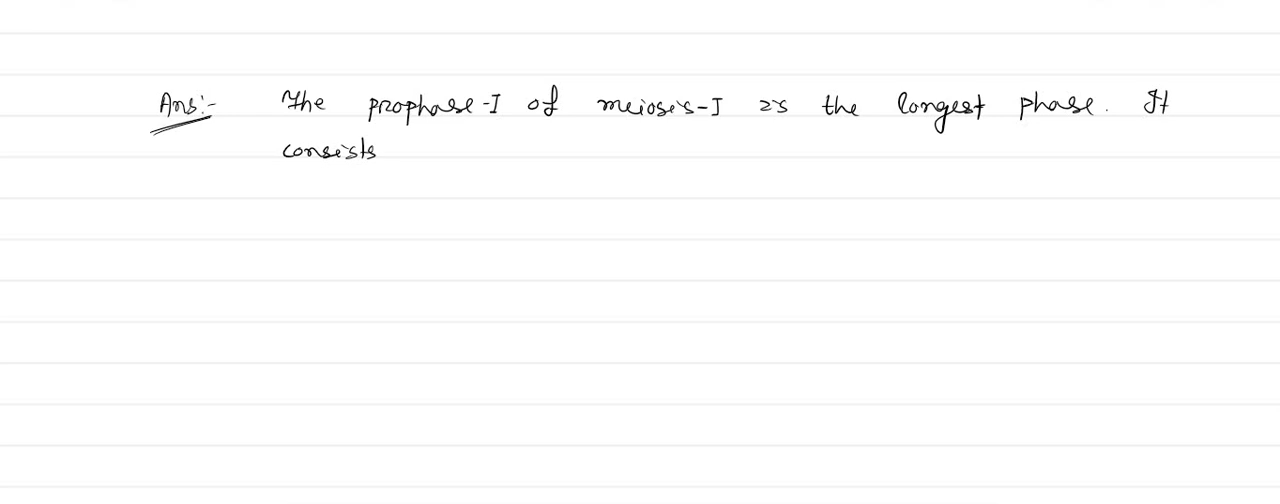 Ans:- The prophase-I of meiosis-I is the longest phase. It
consists